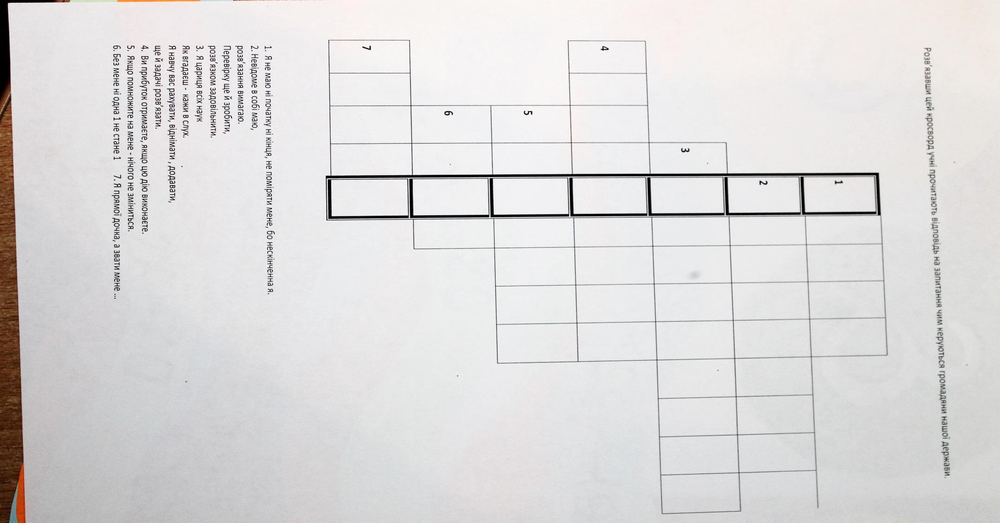 Розв'язавши цей кросворд учні прочитають відповідь на запитання чим керуються громадяни нашої держави.
1
2
3
4
5
6
7
1. Я не маю ні початку ні кінця, не поміряти мене, бо нескінченна я.
2. Невідоме в собі маю,
розв'язання вимагаю.
Перевірку ще й зробити,
розв'язком задовільнити.
3. Я цариця всіх наук
Як вгадаєш - кажи в слух.
Я навчу вас рахувати, віднімати , додавати,
ще й задачі розв'язати.
4. Ви прибуток отримаєте, якщо цю дію виконаєте.
5. Якщо помножите на мене - нічого не зміниться.
6. Без мене ні одна 1 не стане 1 7. Я прямої дочка, а звати мене ...